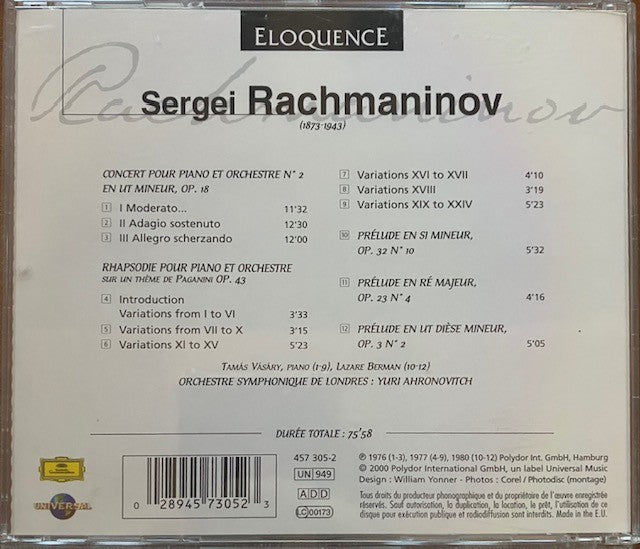 ELOQUENCE
Rachmaninov
Sergei Rachmaninov
(1873-1943)
CONCERT POUR PIANO ET ORCHESTRE N° 2
EN UT MINEUR, OP. 18
1 I Moderato... 11'32
2 II Adagio sostenuto 12'30
3 III Allegro scherzando 12'00
RHAPSODIE POUR PIANO ET ORCHESTRE
SUR UN THÈME DE PAGANINI OP. 43
4 Introduction
Variations from I to VI 3'33
5 Variations from VII to X 3'15
6 Variations XI to XV 5'23
7 Variations XVI to XVII 4'10
8 Variations XVIII 3'19
9 Variations XIX to XXIV 5'23
10 PRÉLUDE EN SI MINEUR,
OP. 32 N° 10 5'32
11 PRÉLUDE EN RÉ MAJEUR,
OP. 23 N° 4 4'16
12 PRÉLUDE EN UT DIÈSE MINEUR,
OP. 3 N° 2 5'05
TAMÁS VÁSÁRY, PIANO (1-9), LAZARE BERMAN (10-12)
ORCHESTRE SYMPHONIQUE DE LONDRES : YURI AHRONOVITCH
DURÉE TOTALE : 75'58
Deutsche Grammophon
UNIVERSAL
0 28945 73052 3
457 305-2
UN 949
ADD
LC 00173
℗ 1976 (1-3), 1977 (4-9), 1980 (10-12) Polydor Int. GmbH, Hamburg
© 2000 Polydor International GmbH, un label Universal Music
Design : William Yonner - Photos : Corel / Photodisc (montage)
Tous droits du producteur phonographique et du propriétaire de l'œuvre enregistrée
réservés. Sauf autorisation, la duplication, la location, le prêt, l'utilisation de ce
disque pour exécution publique et radiodiffusion sont interdits. Made in the E.U.